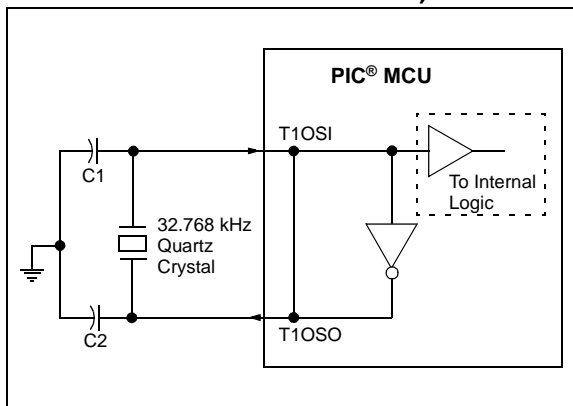 PIC® MCU
T1OSI
C1
To Internal
Logic
32.768 kHz
Quartz
Crystal
C2
T1OSO